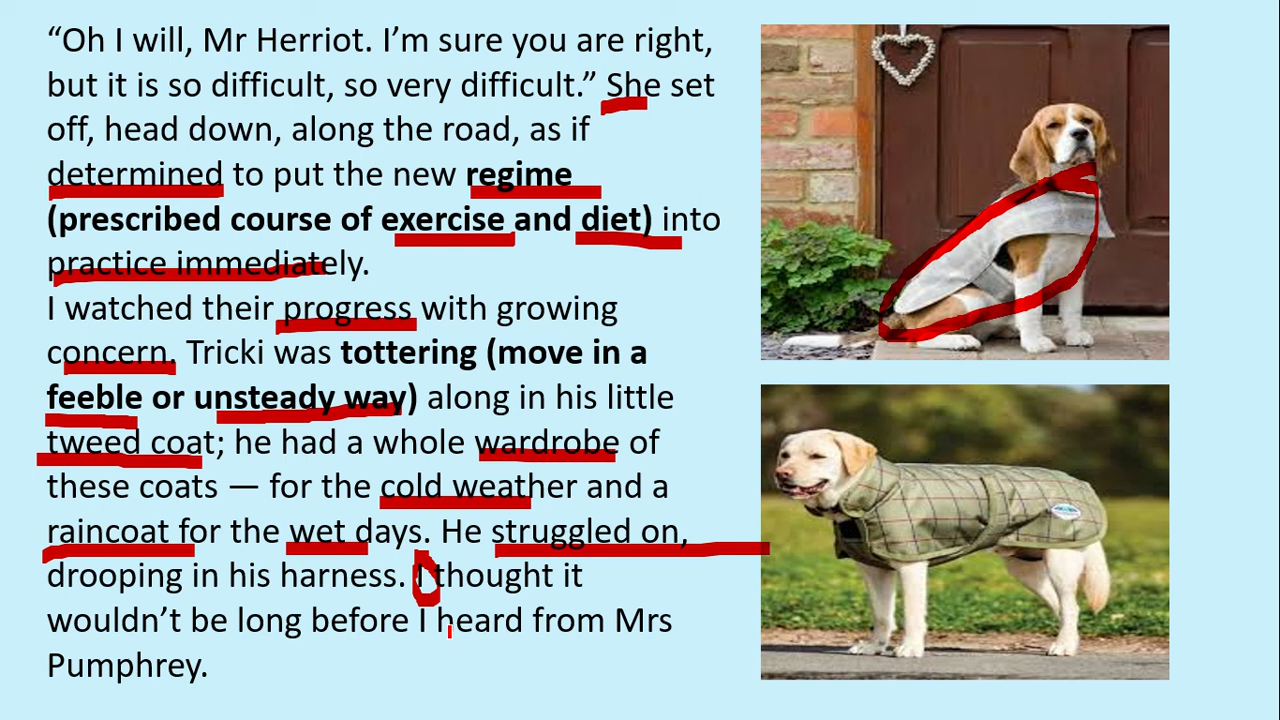 “Oh I will, Mr Herriot. I’m sure you are right,
but it is so difficult, so very difficult.” She set
off, head down, along the road, as if
determined to put the new regime
(prescribed course of exercise and diet) into
practice immediately.
I watched their progress with growing
concern. Tricki was tottering (move in a
feeble or unsteady way) along in his little
tweed coat; he had a whole wardrobe of
these coats — for the cold weather and a
raincoat for the wet days. He struggled on,
drooping in his harness. I thought it
wouldn’t be long before I heard from Mrs
Pumphrey.